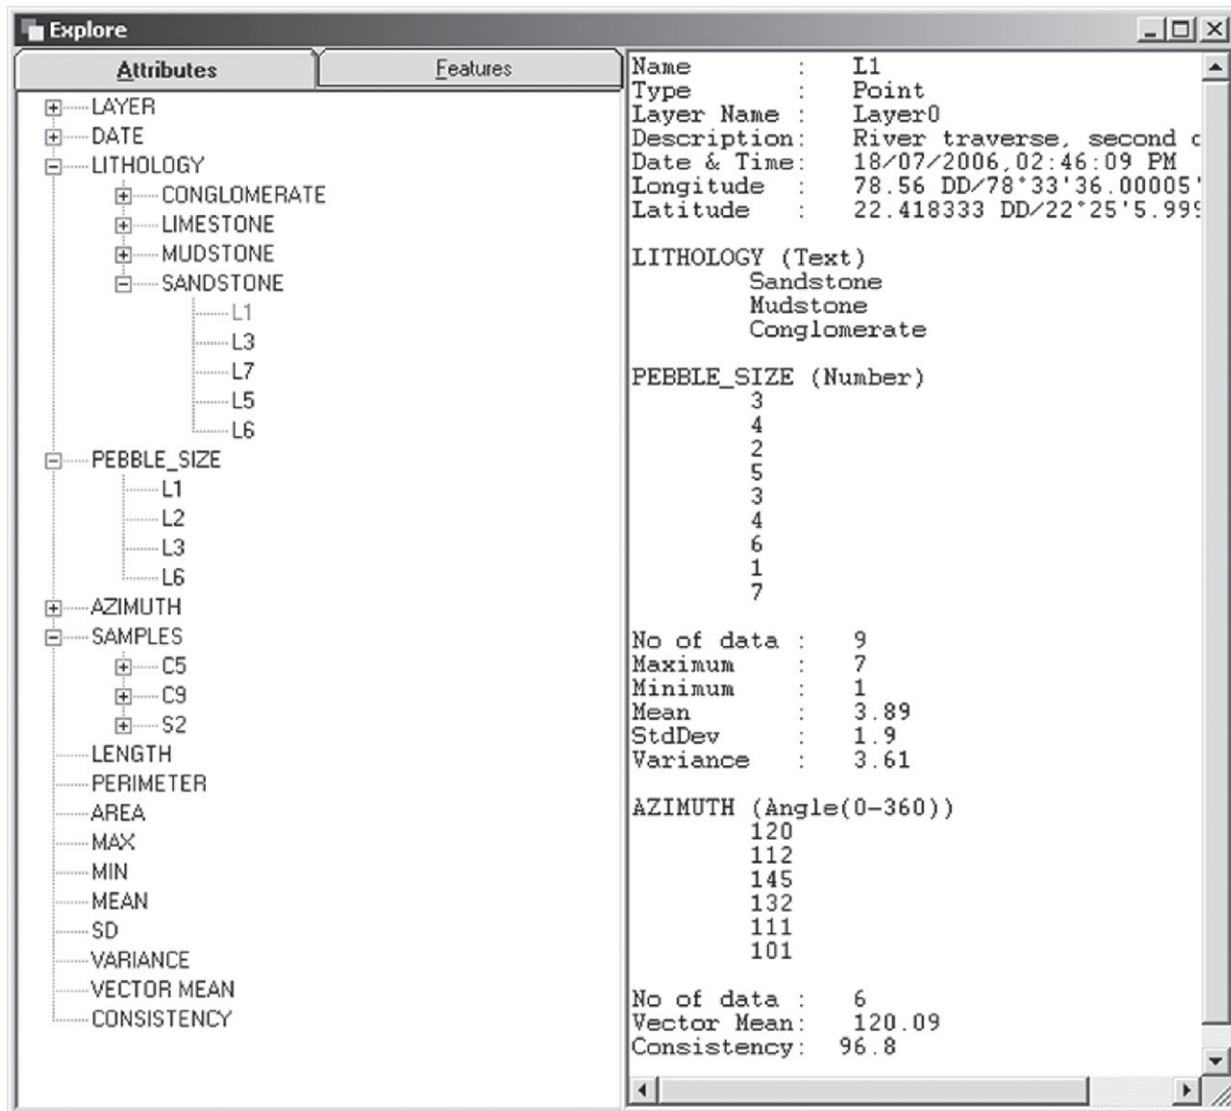 Explore
Attributes
Features
LAYER
DATE
LITHOLOGY
CONGLOMERATE
LIMESTONE
MUDSTONE
SANDSTONE
L1
L3
L7
L5
L6
PEBBLE_SIZE
L1
L2
L3
L6
AZIMUTH
SAMPLES
C5
C9
S2
LENGTH
PERIMETER
AREA
MAX
MIN
MEAN
SD
VARIANCE
VECTOR MEAN
CONSISTENCY
Name : L1
Type : Point
Layer Name : Layer0
Description: River traverse, second
Date & Time: 18/07/2006,02:46:09 PM
Longitude : 78.56 DD/78°33'36.00005'
Latitude : 22.418333 DD/22°25'5.999
LITHOLOGY (Text)
Sandstone
Mudstone
Conglomerate
PEBBLE_SIZE (Number)
3
4
2
5
3
4
6
1
7
No of data : 9
Maximum : 7
Minimum : 1
Mean : 3.89
StdDev : 1.9
Variance : 3.61
AZIMUTH (Angle(0-360))
120
112
145
132
111
101
No of data : 6
Vector Mean: 120.09
Consistency: 96.8